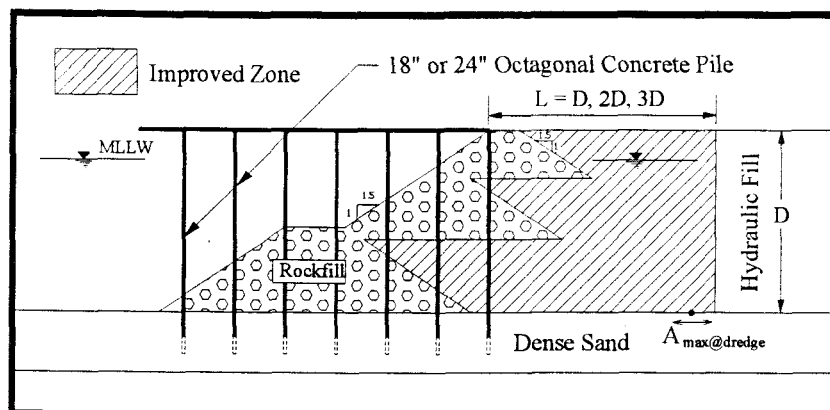 Improved Zone
18" or 24" Octagonal Concrete Pile
L = D, 2D, 3D
MLLW
1.5
1
1.5
1
Hydraulic Fill
D
Rockfill
Dense Sand
A max@dredge